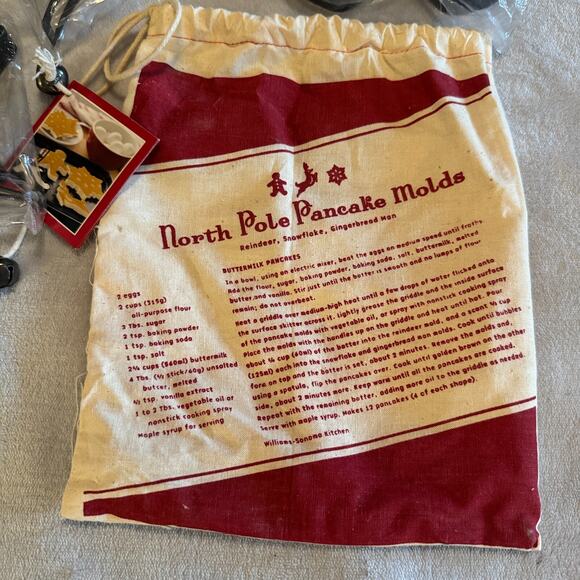 North Pole Pancake Molds
Reindeer, Snowflake, Gingerbread Man
2 eggs
2 cups (315g)
all-purpose flour
2 Tbs. sugar
2 tsp. baking powder
1 tsp. baking soda
1 tsp. salt
2¼ cups (560ml) buttermilk
4 Tbs. (½ stick/60g) unsalted
butter, melted
½ tsp. vanilla extract
1 to 2 Tbs. vegetable oil or
nonstick cooking spray
Maple syrup for serving
BUTTERMILK PANCAKES
In a bowl, using an electric mixer, beat the eggs on medium speed until frothy.
Add the flour, sugar, baking powder, baking soda, salt, buttermilk, melted
butter and vanilla. Stir just until the batter is smooth and no lumps of flour
remain; do not overbeat.
Heat a griddle over medium-high heat until a few drops of water flicked onto
the surface skitter across it. Lightly grease the griddle and the inside surface
of the pancake molds with vegetable oil, or spray with nonstick cooking spray.
Place the molds with the handles up on the griddle and heat until hot. Pour
about ¼ cup (60ml) of the batter into the reindeer mold, and a scant ½ cup
(125ml) each into the snowflake and gingerbread man molds. Cook until bubbles
form on top and the batter is set, about 2 minutes. Remove the molds and,
using a spatula, flip the pancakes over. Cook until golden brown on the other
side, about 2 minutes more. Keep warm until all the pancakes are cooked.
Repeat with the remaining batter, adding more oil to the griddle as needed.
Serve with maple syrup. Makes 12 pancakes (4 of each shape).
Williams-Sonoma Kitchen